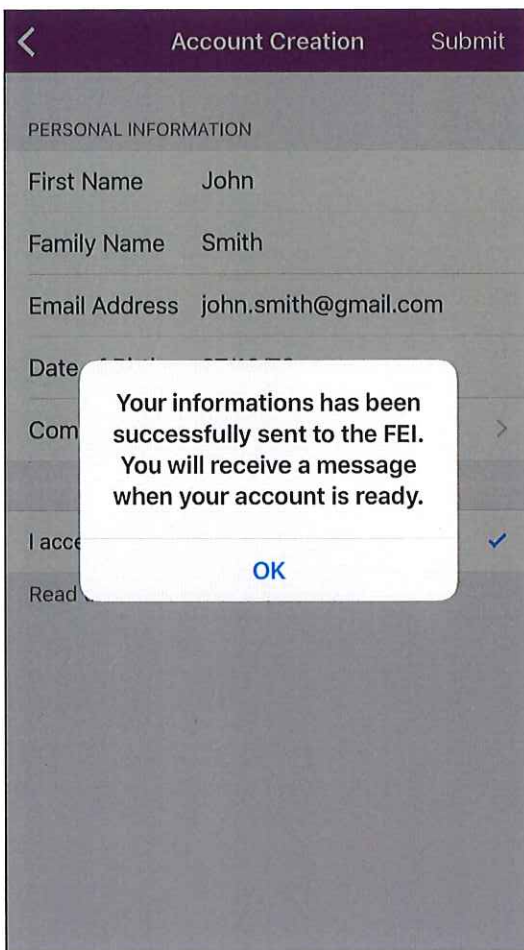 Account Creation Submit
PERSONAL INFORMATION
First Name John
Family Name Smith
Email Address john.smith@gmail.com
Date
Your informations has been
successfully sent to the FEI.
You will receive a message
when your account is ready.
OK
Com
I acce
Read